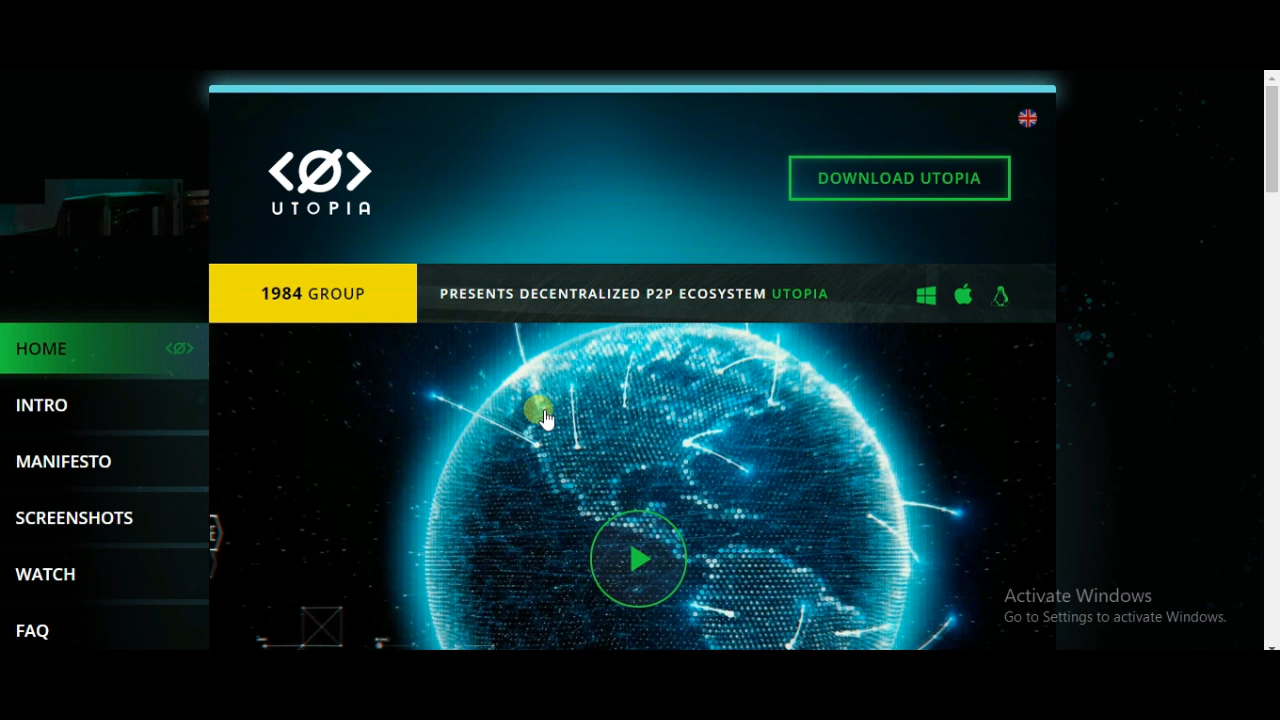 DOWNLOAD UTOPIA
UTOPIA
1984 GROUP
PRESENTS DECENTRALIZED P2P ECOSYSTEM UTOPIA
HOME
INTRO
MANIFESTO
SCREENSHOTS
WATCH
FAQ
Activate Windows
Go to Settings to activate Windows.